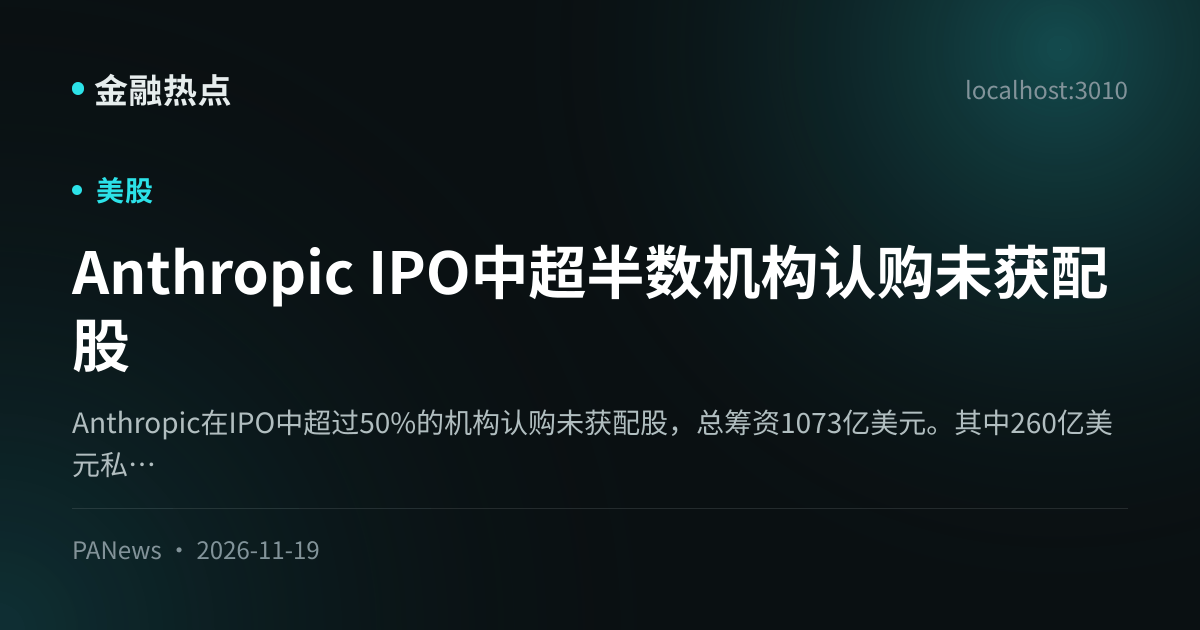 金融热点
localhost:3010
美股
Anthropic IPO中超半数机构认购未获配
股
Anthropic在IPO中超过50%的机构认购未获配股，总筹资1073亿美元。其中260亿美
元私…
PANews • 2026-11-19